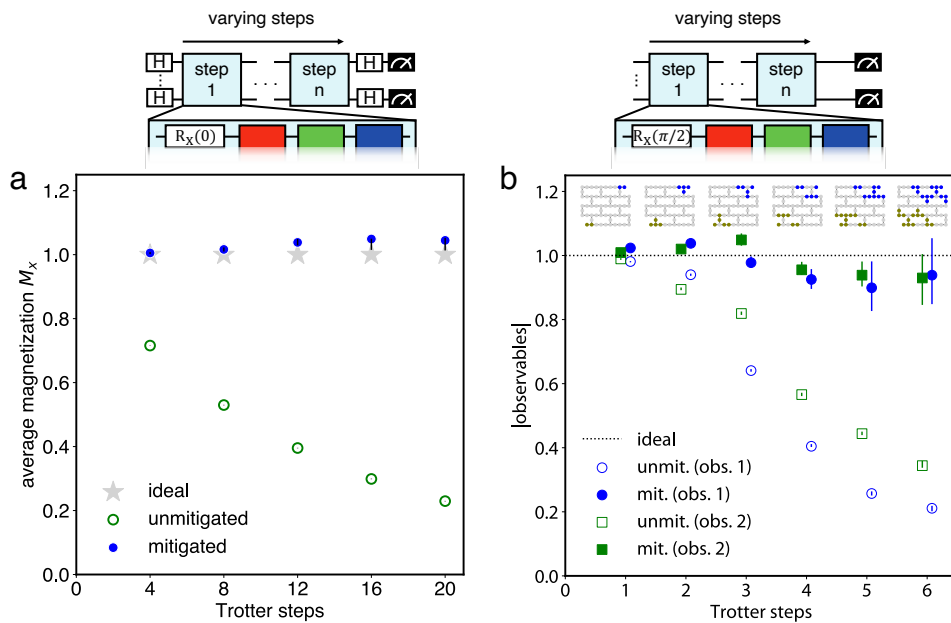 varying steps
H step 1 ... step n H
H H
R_X(0)
varying steps
step 1 ... step n
R_X(π/2)
a
average magnetization M_x
1.2
1.0
0.8
0.6
0.4
0.2
0.0
ideal
unmitigated
mitigated
0 4 8 12 16 20
Trotter steps
b
|observables|
1.2
1.0
0.8
0.6
0.4
0.2
0.0
ideal
unmit. (obs. 1)
mit. (obs. 1)
unmit. (obs. 2)
mit. (obs. 2)
0 1 2 3 4 5 6
Trotter steps